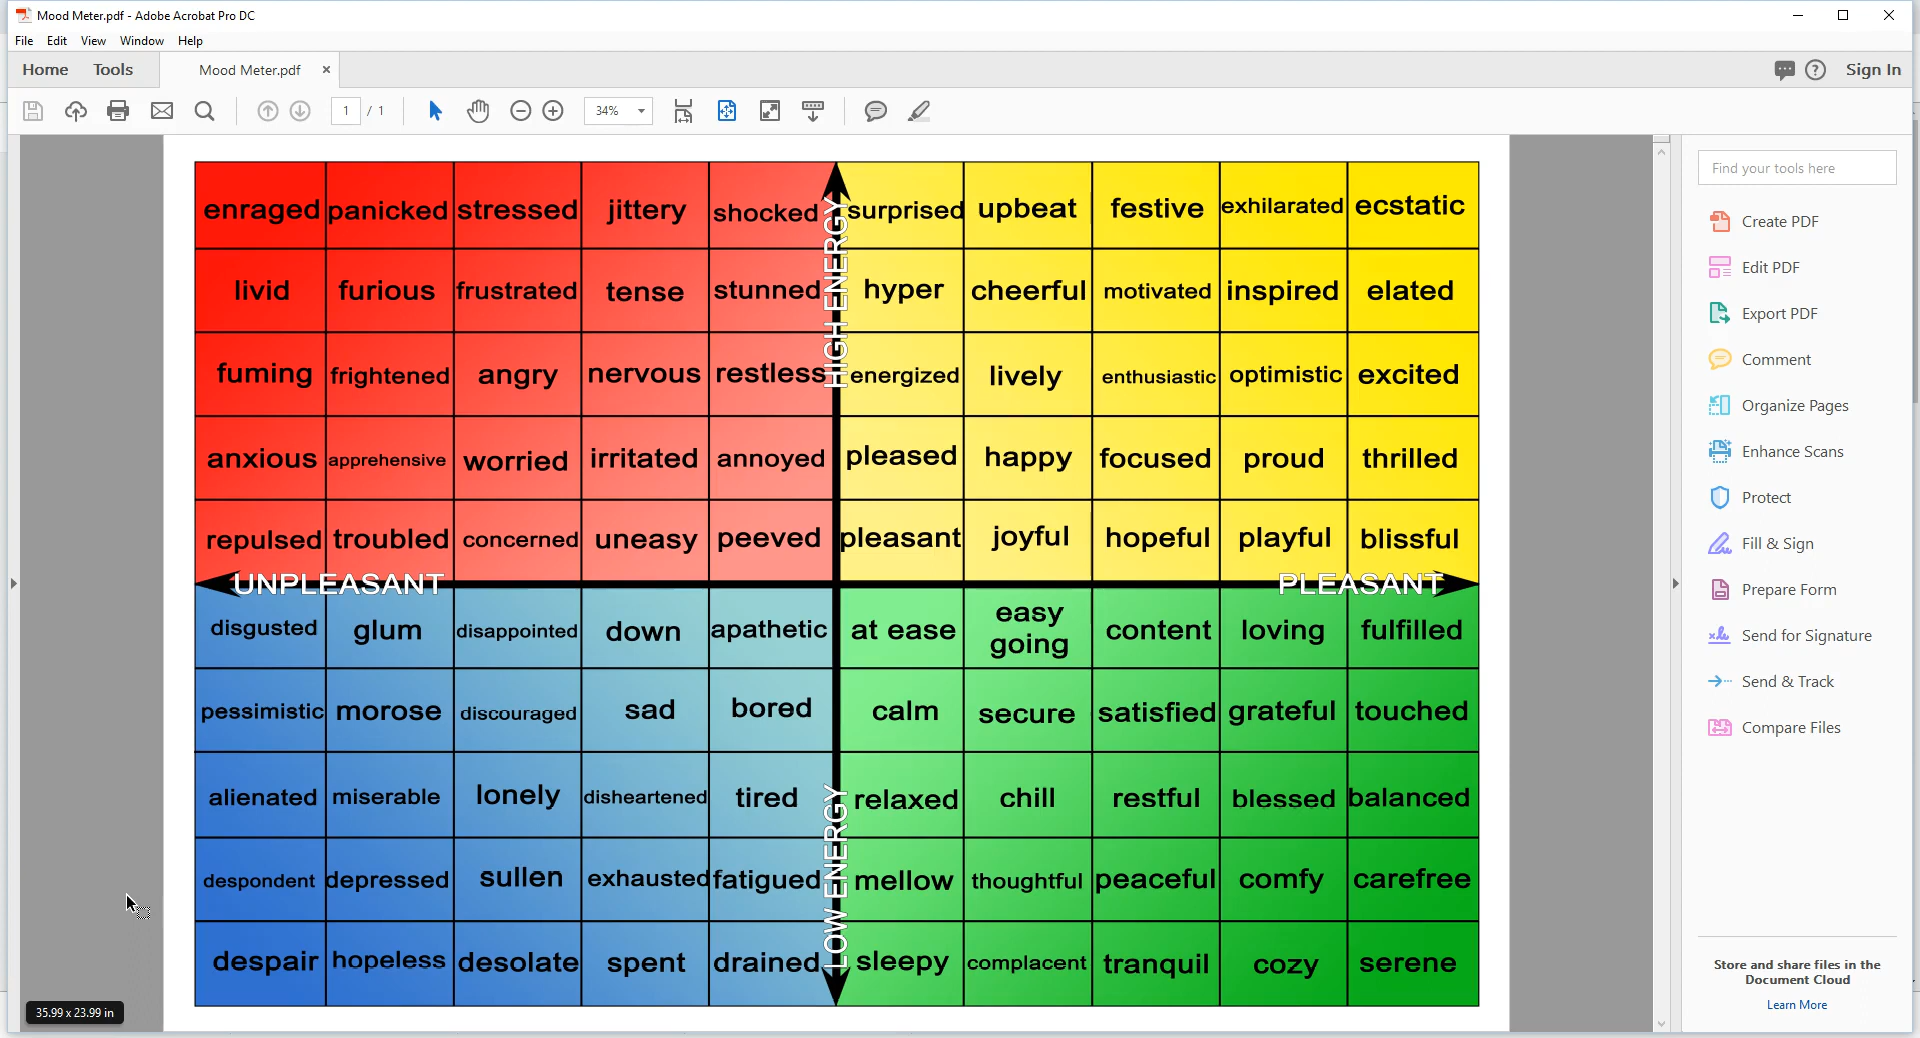 Mood Meter.pdf - Adobe Acrobat Pro DC
File Edit View Window Help
Home Tools Mood Meter.pdf × Sign In
1 / 1 34%
enraged panicked stressed jittery shocked surprised upbeat festive exhilarated ecstatic
livid furious frustrated tense stunned hyper cheerful motivated inspired elated
fuming frightened angry nervous restless energized lively enthusiastic optimistic excited
anxious apprehensive worried irritated annoyed pleased happy focused proud thrilled
repulsed troubled concerned uneasy peeved pleasant joyful hopeful playful blissful
HIGH ENERGY
UNPLEASANT PLEASANT
disgusted glum disappointed down apathetic at ease easy going content loving fulfilled
pessimistic morose discouraged sad bored calm secure satisfied grateful touched
alienated miserable lonely disheartened tired relaxed chill restful blessed balanced
despondent depressed sullen exhausted fatigued mellow thoughtful peaceful comfy carefree
despair hopeless desolate spent drained sleepy complacent tranquil cozy serene
LOW ENERGY
35.99 x 23.99 in
Find your tools here
Create PDF
Edit PDF
Export PDF
Comment
Organize Pages
Enhance Scans
Protect
Fill & Sign
Prepare Form
Send for Signature
Send & Track
Compare Files
Store and share files in the
Document Cloud
Learn More